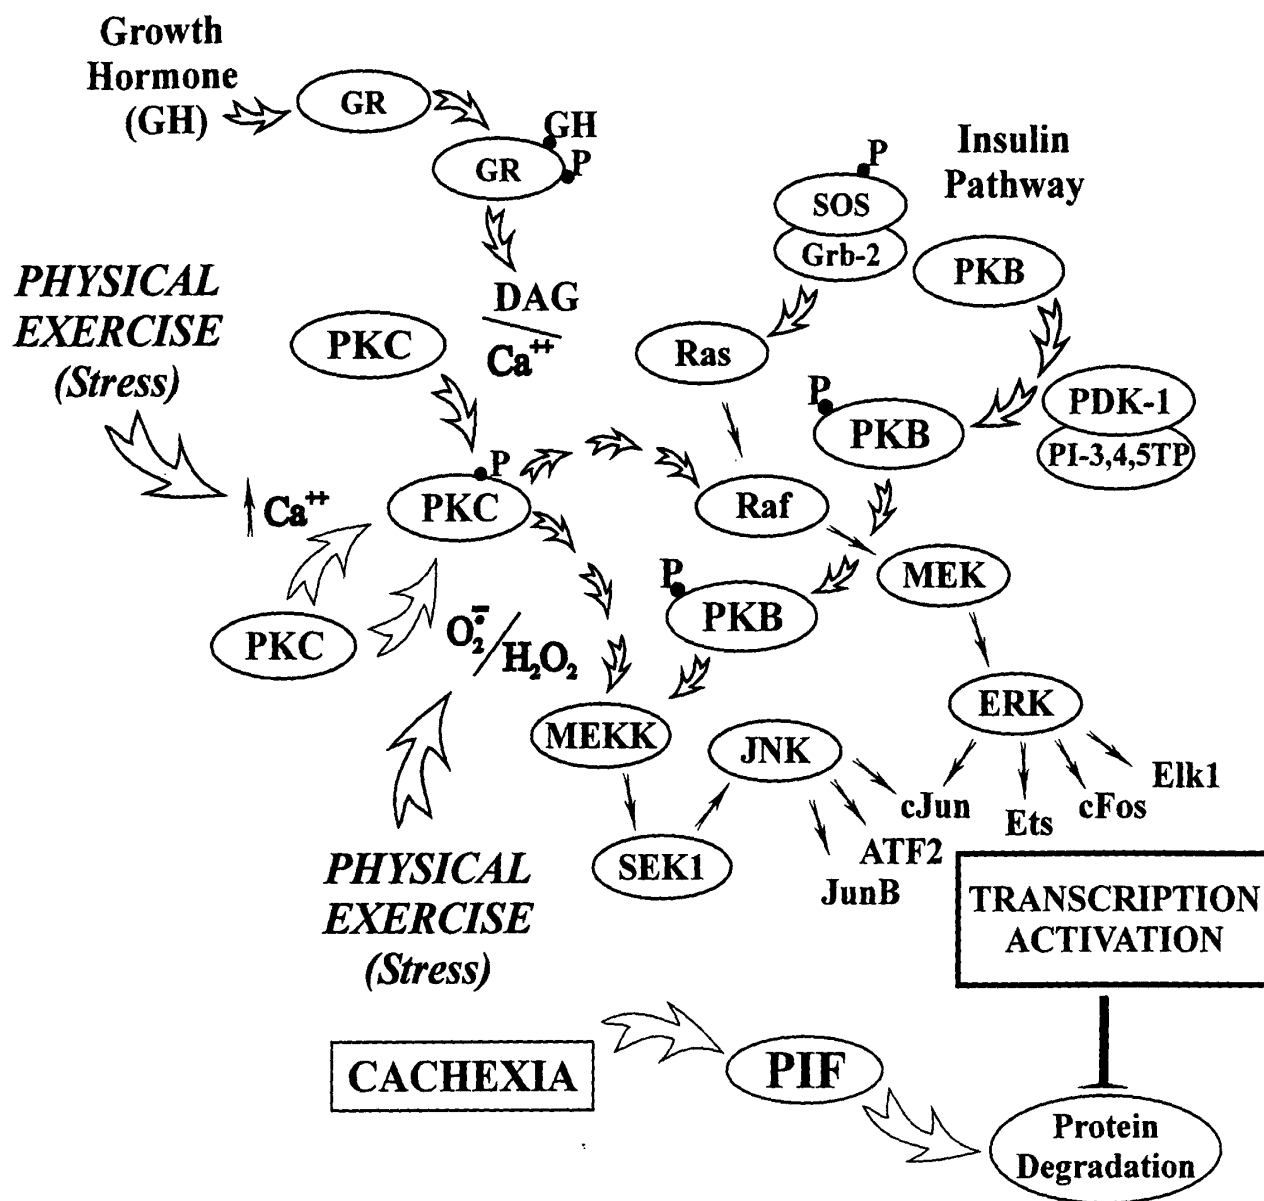 Growth
Hormone
(GH)
GR
GH
P
GR
P
Insulin
Pathway
SOS
Grb-2
PKB
PHYSICAL
EXERCISE
(Stress)
DAG
Ca++
PKC
Ras
PDK-1
PI-3,4,5TP
P
PKB
P
PKC
Raf
Ca++
MEK
P
PKB
PKC
O2•̄/H2O2
ERK
MEKK
JNK
Elk1
cJun
cFos
Ets
ATF2
JunB
SEK1
PHYSICAL
EXERCISE
(Stress)
TRANSCRIPTION
ACTIVATION
CACHEXIA
PIF
Protein
Degradation